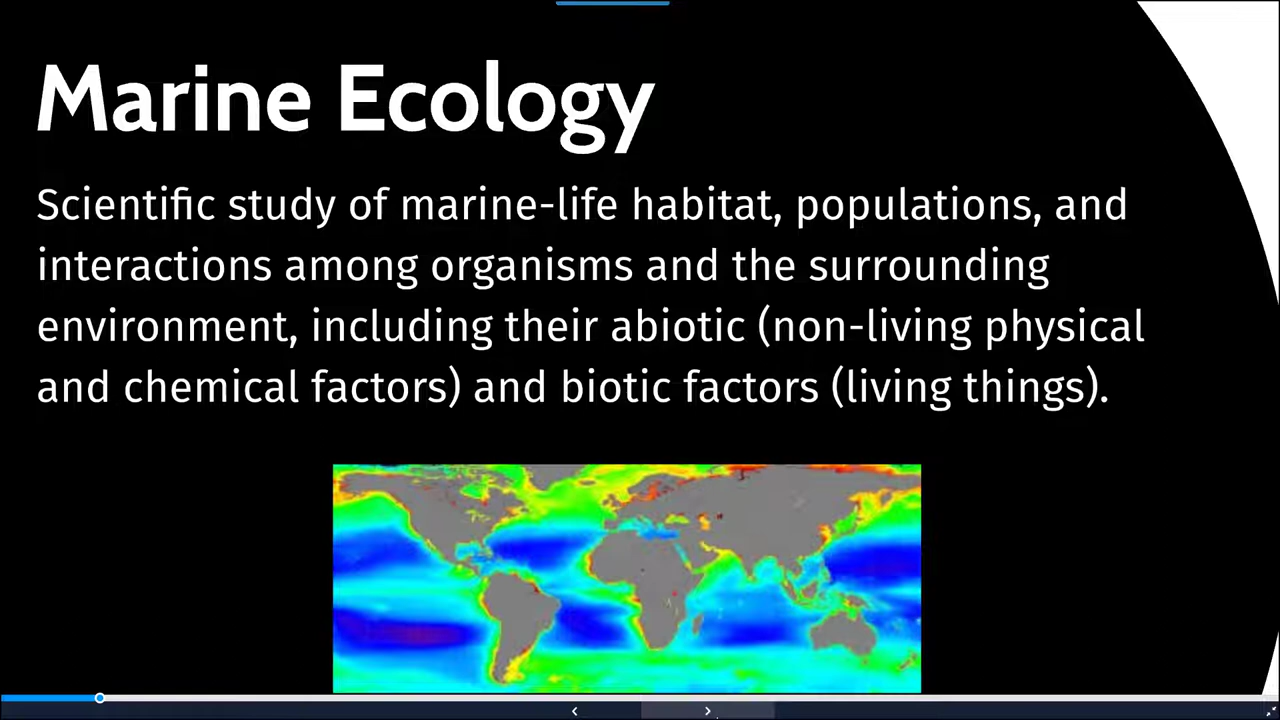 Marine Ecology
Scientific study of marine-life habitat, populations, and
interactions among organisms and the surrounding
environment, including their abiotic (non-living physical
and chemical factors) and biotic factors (living things).